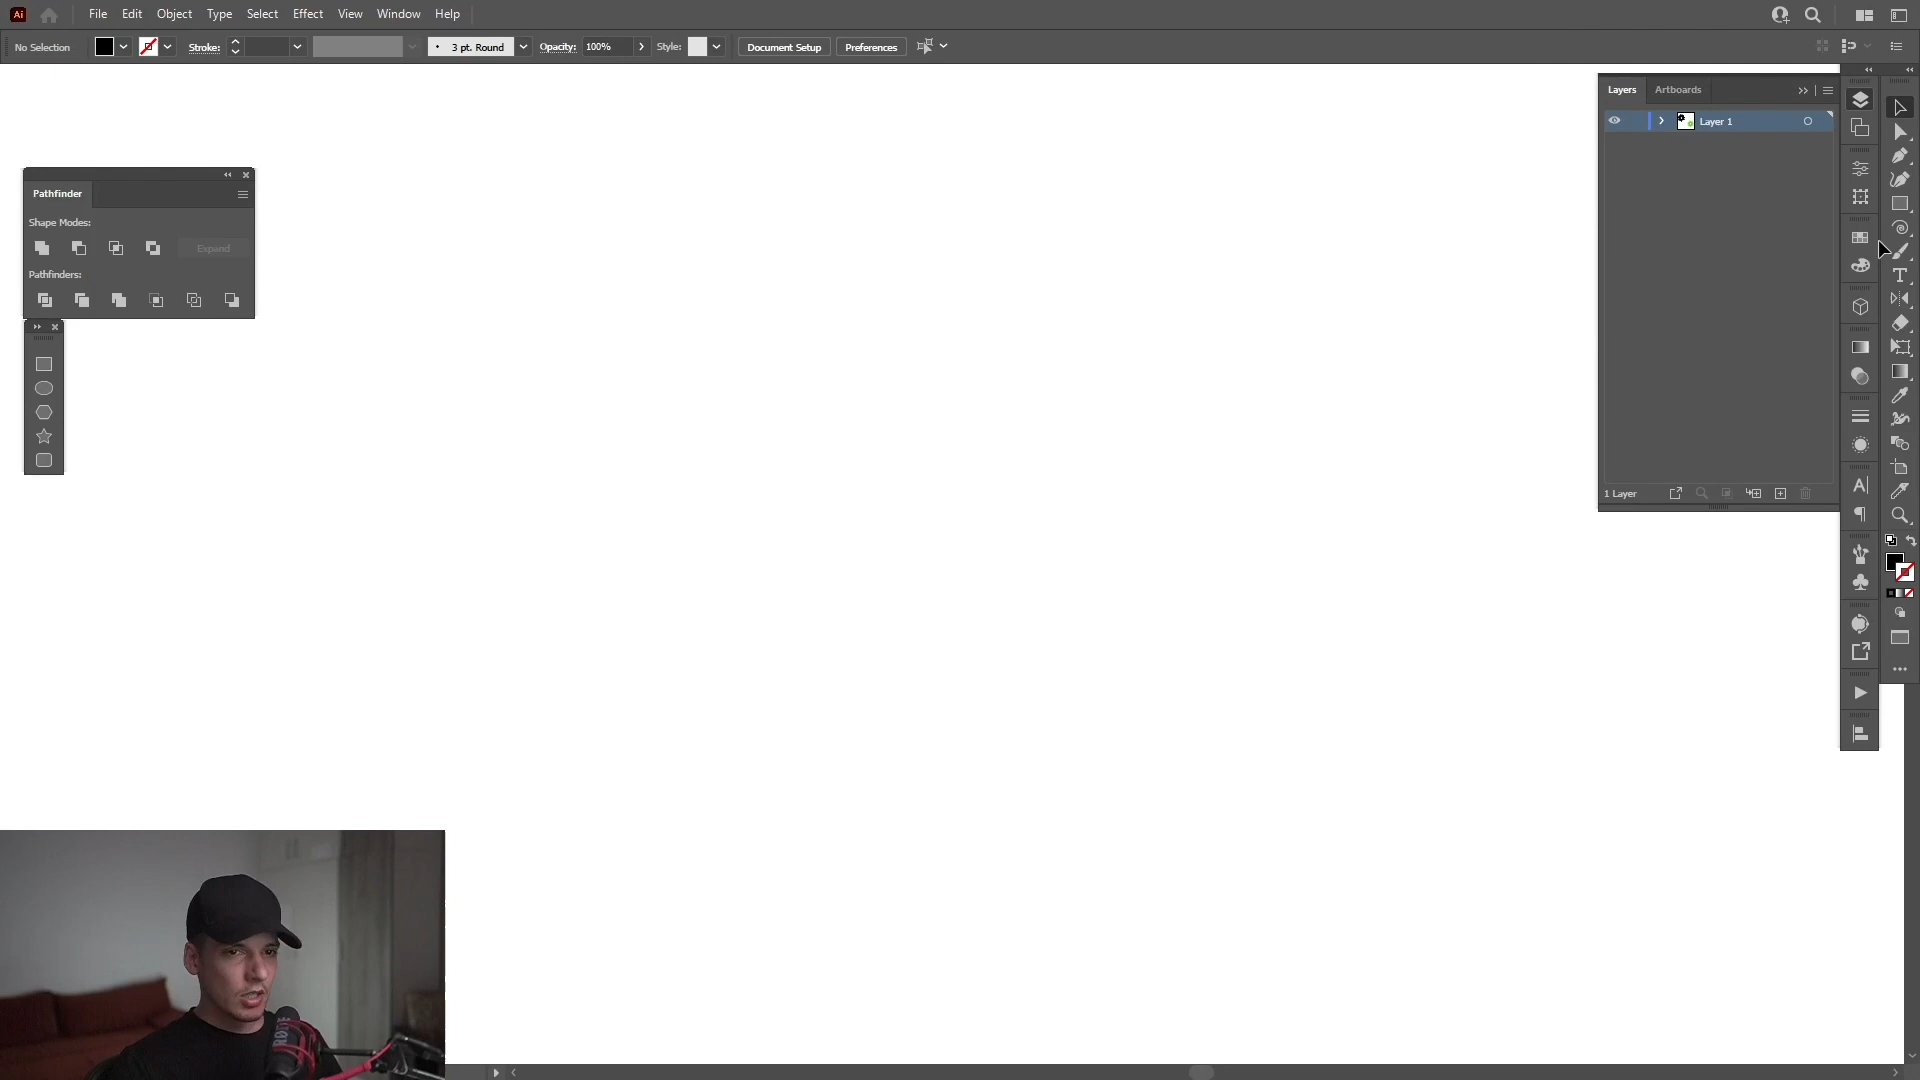 Ai File Edit Object Type Select Effect View Window Help
No Selection Stroke: 3 pt. Round Opacity: 100% Style: Document Setup Preferences
Layers Artboards
Layer 1
Pathfinder
Shape Modes:
Expand
Pathfinders:
1 Layer
RØDE